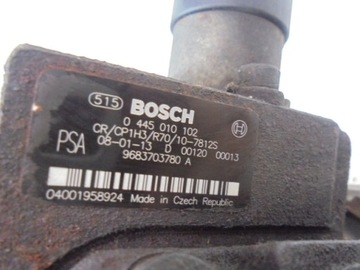 515 BOSCH
0 445 010 102
CR/CP1H3/R70/10-7812S
PSA 08-01-13 D 00120 00013
9683703780 A
04001958924 Made in Czech Republic